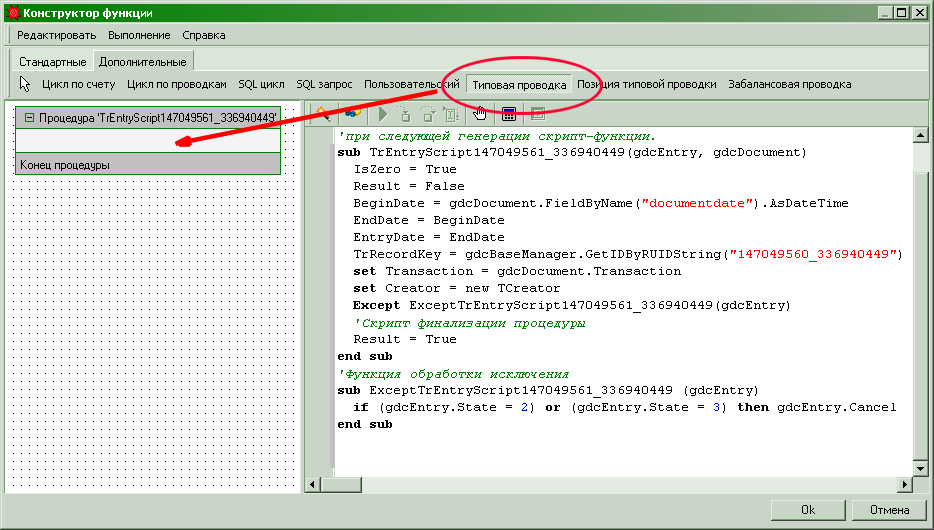 Конструктор функции
Редактировать Выполнение Справка
Стандартные Дополнительные
Цикл по счету Цикл по проводкам SQL цикл SQL запрос Пользовательский Типовая проводка Позиция типовой проводки Забалансовая проводка
Процедура 'TrEntryScript147049561_336940449'
Конец процедуры
'при следующей генерации скрипт-функции.
sub TrEntryScript147049561_336940449(gdcEntry, gdcDocument)
IsZero = True
Result = False
BeginDate = gdcDocument.FieldByName("documentdate").AsDateTime
EndDate = BeginDate
EntryDate = EndDate
TrRecordKey = gdcBaseManager.GetIDByRUIDString("147049560_336940449")
set Transaction = gdcDocument.Transaction
set Creator = new TCreator
Except ExceptTrEntryScript147049561_336940449(gdcEntry)
'Скрипт финализации процедуры
Result = True
end sub
'Функция обработки исключения
sub ExceptTrEntryScript147049561_336940449 (gdcEntry)
if (gdcEntry.State = 2) or (gdcEntry.State = 3) then gdcEntry.Cancel
end sub
Ok Отмена